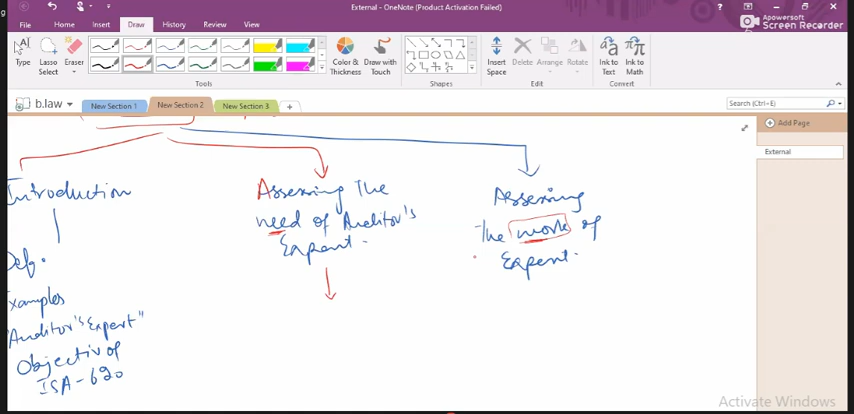 External - OneNote (Product Activation Failed)
Apowersoft
Screen Recorder
File Home Insert Draw History Review View
Type
Lasso
Select
Eraser
Color &
Thickness
Draw with
Touch
Insert
Space
Delete
Arrange
Rotate
Ink to
Text
Ink to
Math
Tools
Shapes
Edit
Convert
b.law
New Section 1
New Section 2
New Section 3
Search (Ctrl+E)
Add Page
External
Introduction
Def.
Examples
"Auditor's Expert"
Objective of
ISA-620
Assessing The
need of Auditor's
Expert.
Assessing
The work of
Expert.
Activate Windows